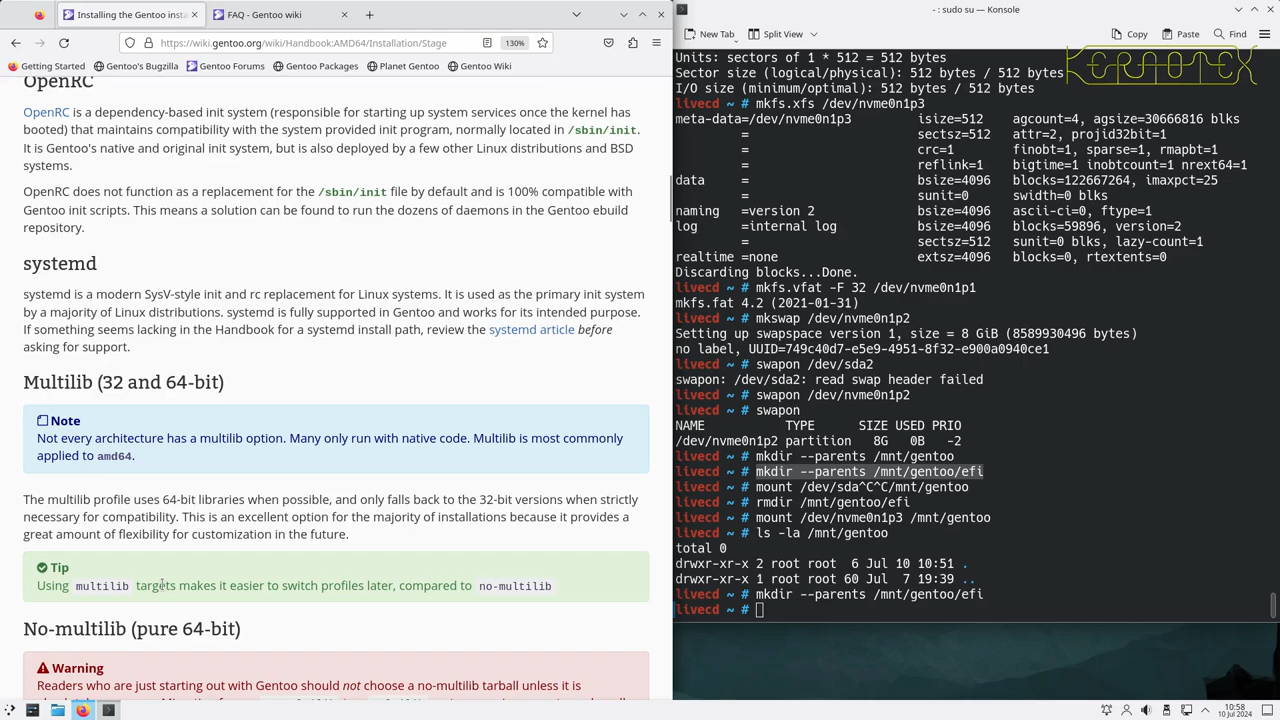 Installing the Gentoo insta
FAQ - Gentoo wiki
https://wiki.gentoo.org/wiki/Handbook:AMD64/Installation/Stage
130%
Getting Started
Gentoo's Bugzilla
Gentoo Forums
Gentoo Packages
Planet Gentoo
Gentoo Wiki
OpenRC
OpenRC is a dependency-based init system (responsible for starting up system services once the kernel has
booted) that maintains compatibility with the system provided init program, normally located in /sbin/init.
It is Gentoo's native and original init system, but is also deployed by a few other Linux distributions and BSD
systems.
OpenRC does not function as a replacement for the /sbin/init file by default and is 100% compatible with
Gentoo init scripts. This means a solution can be found to run the dozens of daemons in the Gentoo ebuild
repository.
systemd
systemd is a modern SysV-style init and rc replacement for Linux systems. It is used as the primary init system
by a majority of Linux distributions. systemd is fully supported in Gentoo and works for its intended purpose.
If something seems lacking in the Handbook for a systemd install path, review the systemd article before
asking for support.
Multilib (32 and 64-bit)
Note
Not every architecture has a multilib option. Many only run with native code. Multilib is most commonly
applied to amd64.
The multilib profile uses 64-bit libraries when possible, and only falls back to the 32-bit versions when strictly
necessary for compatibility. This is an excellent option for the majority of installations because it provides a
great amount of flexibility for customization in the future.
Tip
Using multilib targets makes it easier to switch profiles later, compared to no-multilib
No-multilib (pure 64-bit)
Warning
Readers who are just starting out with Gentoo should not choose a no-multilib tarball unless it is
- : sudo su — Konsole
New Tab
Split View
Copy
Paste
Find
KERNOTEX
Units: sectors of 1 * 512 = 512 bytes
Sector size (logical/physical): 512 bytes / 512 bytes
I/O size (minimum/optimal): 512 bytes / 512 bytes
livecd ~ # mkfs.xfs /dev/nvme0n1p3
meta-data=/dev/nvme0n1p3 isize=512 agcount=4, agsize=30666816 blks
= sectsz=512 attr=2, projid32bit=1
= crc=1 finobt=1, sparse=1, rmapbt=1
= reflink=1 bigtime=1 inobtcount=1 nrext64=1
data = bsize=4096 blocks=122667264, imaxpct=25
= sunit=0 swidth=0 blks
naming =version 2 bsize=4096 ascii-ci=0, ftype=1
log =internal log bsize=4096 blocks=59896, version=2
= sectsz=512 sunit=0 blks, lazy-count=1
realtime =none extsz=4096 blocks=0, rtextents=0
Discarding blocks...Done.
livecd ~ # mkfs.vfat -F 32 /dev/nvme0n1p1
mkfs.fat 4.2 (2021-01-31)
livecd ~ # mkswap /dev/nvme0n1p2
Setting up swapspace version 1, size = 8 GiB (8589930496 bytes)
no label, UUID=749c40d7-e5e9-4951-8f32-e900a0940ce1
livecd ~ # swapon /dev/sda2
swapon: /dev/sda2: read swap header failed
livecd ~ # swapon /dev/nvme0n1p2
livecd ~ # swapon
NAME TYPE SIZE USED PRIO
/dev/nvme0n1p2 partition 8G 0B -2
livecd ~ # mkdir --parents /mnt/gentoo
livecd ~ # mkdir --parents /mnt/gentoo/efi
livecd ~ # mount /dev/sda^C^C/mnt/gentoo
livecd ~ # rmdir /mnt/gentoo/efi
livecd ~ # mount /dev/nvme0n1p3 /mnt/gentoo
livecd ~ # ls -la /mnt/gentoo
total 0
drwxr-xr-x 2 root root 6 Jul 10 10:51 .
drwxr-xr-x 1 root root 60 Jul 7 19:39 ..
livecd ~ # mkdir --parents /mnt/gentoo/efi
livecd ~ #
10:58
10 Jul 2024